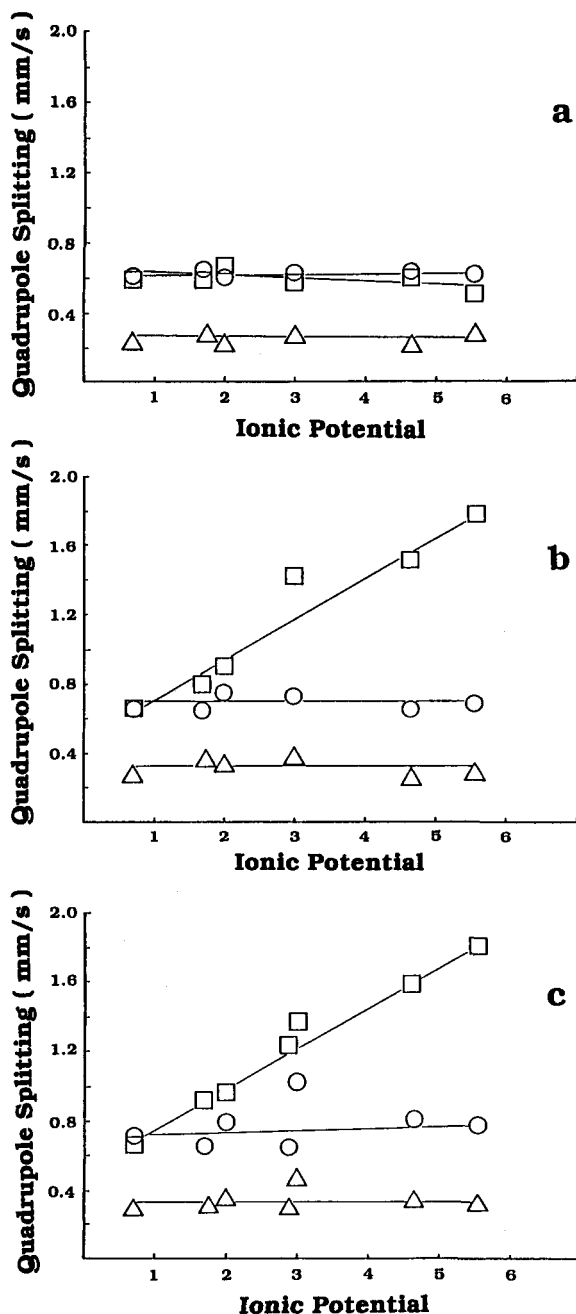 2.0
1.6
1.2
0.8
0.4
Quadrupole Splitting ( mm/s )
a
1 2 3 4 5 6
Ionic Potential
2.0
1.6
1.2
0.8
0.4
Quadrupole Splitting ( mm/s )
b
1 2 3 4 5 6
Ionic Potential
2.0
1.6
1.2
0.8
0.4
Quadrupole Splitting ( mm/s )
c
1 2 3 4 5 6
Ionic Potential